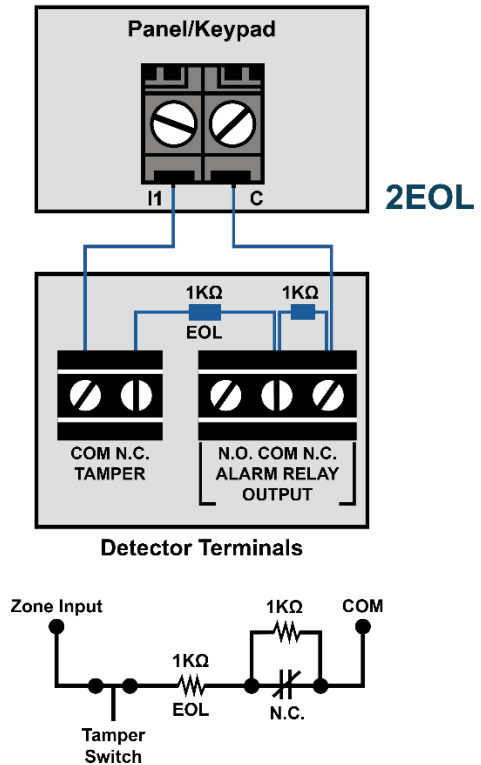 Panel/Keypad
I1 C
2EOL
1KΩ 1KΩ
EOL
COM N.C. N.O. COM N.C.
TAMPER ALARM RELAY
OUTPUT
Detector Terminals
Zone Input 1KΩ COM
1KΩ
EOL N.C.
Tamper
Switch